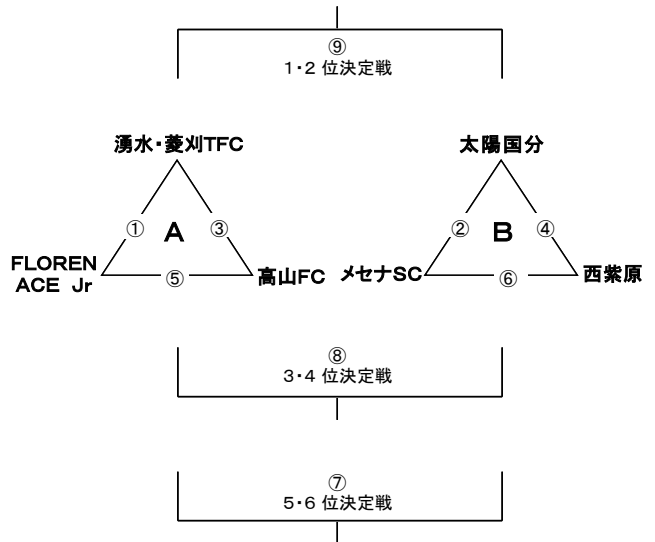 ⑨
1・2 位決定戦
湧水・菱刈TFC
太陽国分
① A ③
② B ④
FLOREN
ACE Jr
⑤
高山FC
メセナSC
⑥
西紫原
⑧
3・4 位決定戦
⑦
5・6 位決定戦